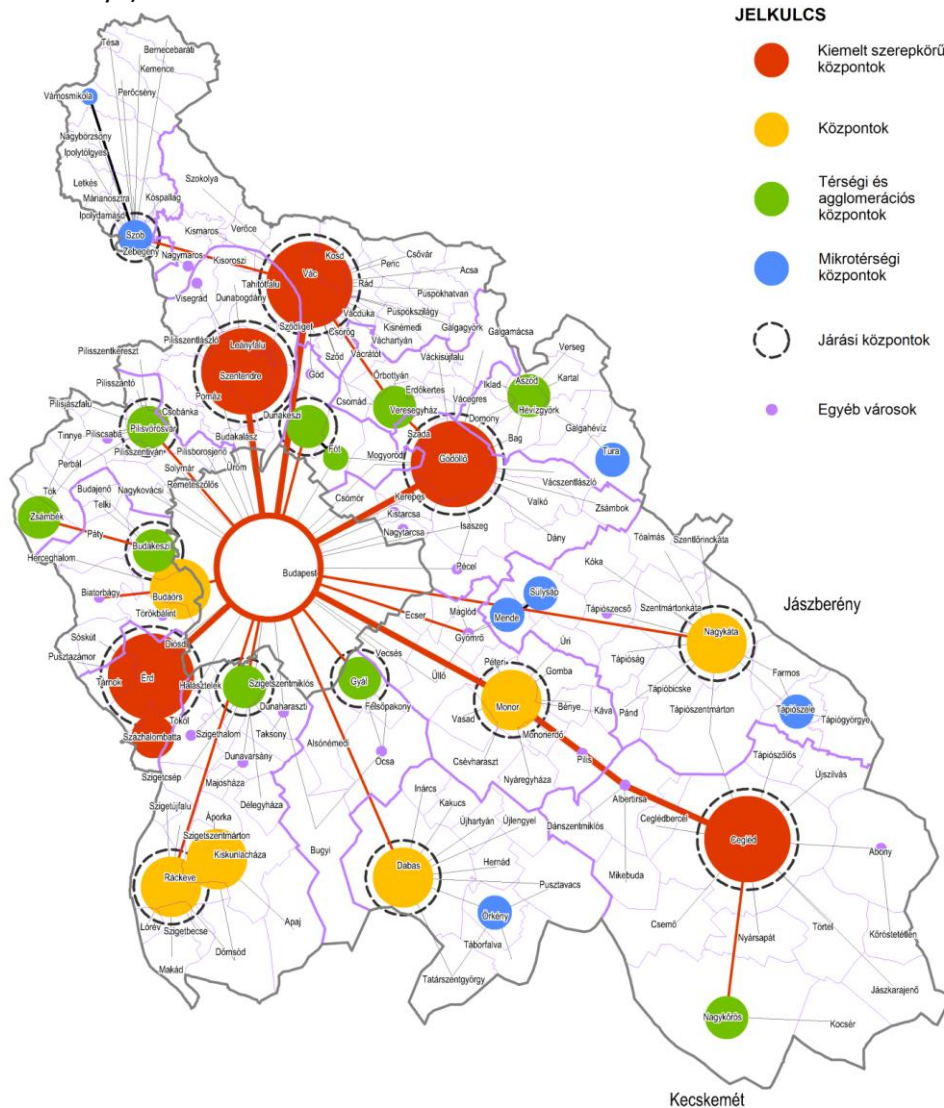 JELKULCS
Kiemelt szerepkörű
központok
Központok
Térségi és
agglomerációs
központok
Mikrotérségi
központok
Járási központok
Egyéb városok
Tésa
Bernecebaráti
Kemence
Perőcsény
Vámosmikola
Nagybörzsöny
Ipolytölgyes
Letkés
Márianosztra
Ipolydamásd
Kóspallag
Szokolya
Szob
Zebegény
Kismaros
Verőce
Nagymaros
Kisoroszi
Visegrád
Dunabogdány
Tahitótfalu
Vác
Kosd
Rád
Penc
Csővár
Acsa
Püspökhatvan
Püspökszilágy
Vácduka
Kisnémedi
Galgagyörk
Galgamácsa
Váchartyán
Csörög
Sződliget
Sződ
Vácrátót
Váckisújfalu
Göd
Pilisszentlászló
Leányfalu
Szentendre
Pomáz
Pilisszentkereszt
Pilisszántó
Pilisjászfalu
Csobánka
Pilisvörösvár
Tinnye
Piliscsaba
Pilisszentiván
Pilisborosjenő
Budakalász
Perbál
Solymár
Üröm
Remeteszőlős
Dunakeszi
Fót
Csomád
Őrbottyán
Erdőkertes
Veresegyház
Szada
Mogyoród
Vácegres
Gödöllő
Domony
Iklad
Aszód
Hévízgyörk
Bag
Verseg
Kartal
Galgahévíz
Tura
Vácszentlászló
Zsámbok
Valkó
Dány
Csömör
Kerepes
Kistarcsa
Nagytarcsa
Isaszeg
Pécel
Tök
Zsámbék
Budajenő
Telki
Nagykovácsi
Páty
Budakeszi
Herceghalom
Biatorbágy
Budaörs
Törökbálint
Budapest
Sóskút
Pusztazámor
Diósd
Tárnok
Érd
Százhalombatta
Halásztelek
Szigetszentmiklós
Tököl
Szigethalom
Dunaharaszti
Taksony
Dunavarsány
Szigetcsép
Majosháza
Délegyháza
Szigetújfalu
Áporka
Szigetszentmárton
Kiskunlacháza
Ráckeve
Lórév
Szigetbecse
Makád
Dömsöd
Apaj
Bugyi
Alsónémedi
Ócsa
Gyál
Felsőpakony
Vecsés
Ecser
Maglód
Gyömrő
Üllő
Mende
Sülysáp
Kóka
Tóalmás
Szentlőrinckáta
Szentmártonkáta
Tápiószecső
Nagykáta
Úri
Tápióság
Tápióbicske
Tápiószentmárton
Farmos
Tápiószele
Tápiógyörgye
Jászberény
Péteri
Gomba
Monor
Bénye
Káva
Pánd
Vasad
Monorierdő
Csévharaszt
Pilis
Nyáregyháza
Albertirsa
Inárcs
Kakucs
Újhartyán
Újlengyel
Dánszentmiklós
Dabas
Hernád
Pusztavacs
Mikebuda
Örkény
Táborfalva
Tatárszentgyörgy
Tápiószőlős
Újszilvás
Ceglédbercel
Cegléd
Abony
Csemő
Nyársapát
Törtel
Kőröstetétlen
Jászkarajenő
Nagykőrös
Kocsér
Kecskemét